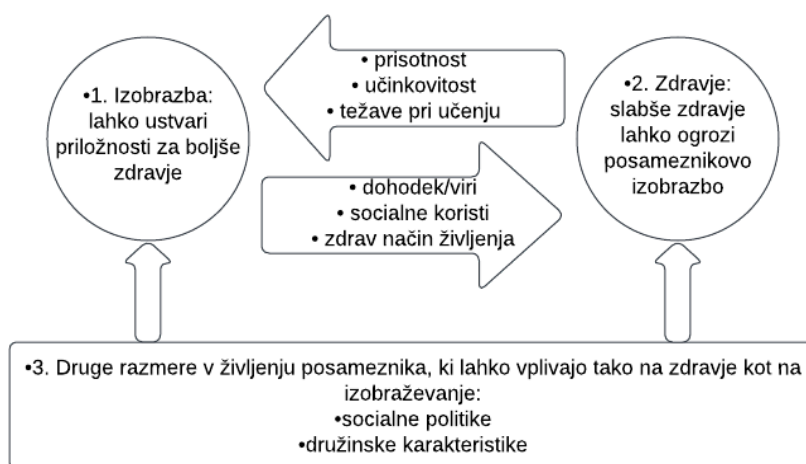 •1. Izobrazba:
lahko ustvari
priložnosti za boljše
zdravje
• prisotnost
• učinkovitost
• težave pri učenju
• dohodek/viri
• socialne koristi
• zdrav način življenja
•2. Zdravje:
slabše zdravje
lahko ogrozi
posameznikovo
izobrazbo
•3. Druge razmere v življenju posameznika, ki lahko vplivajo tako na zdravje kot na
izobraževanje:
•socialne politike
•družinske karakteristike